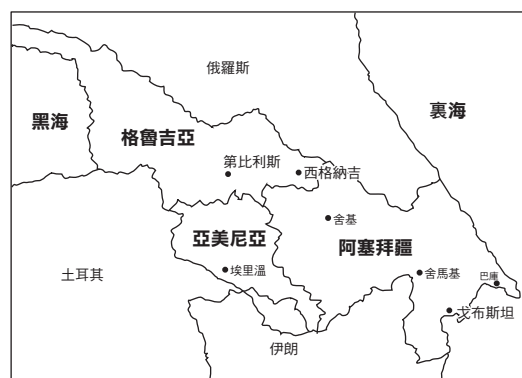 俄羅斯
黑海
裏海
格魯吉亞
第比利斯
西格納吉
舍基
亞美尼亞
阿塞拜疆
土耳其
埃里溫
舍馬基
巴庫
戈布斯坦
伊朗